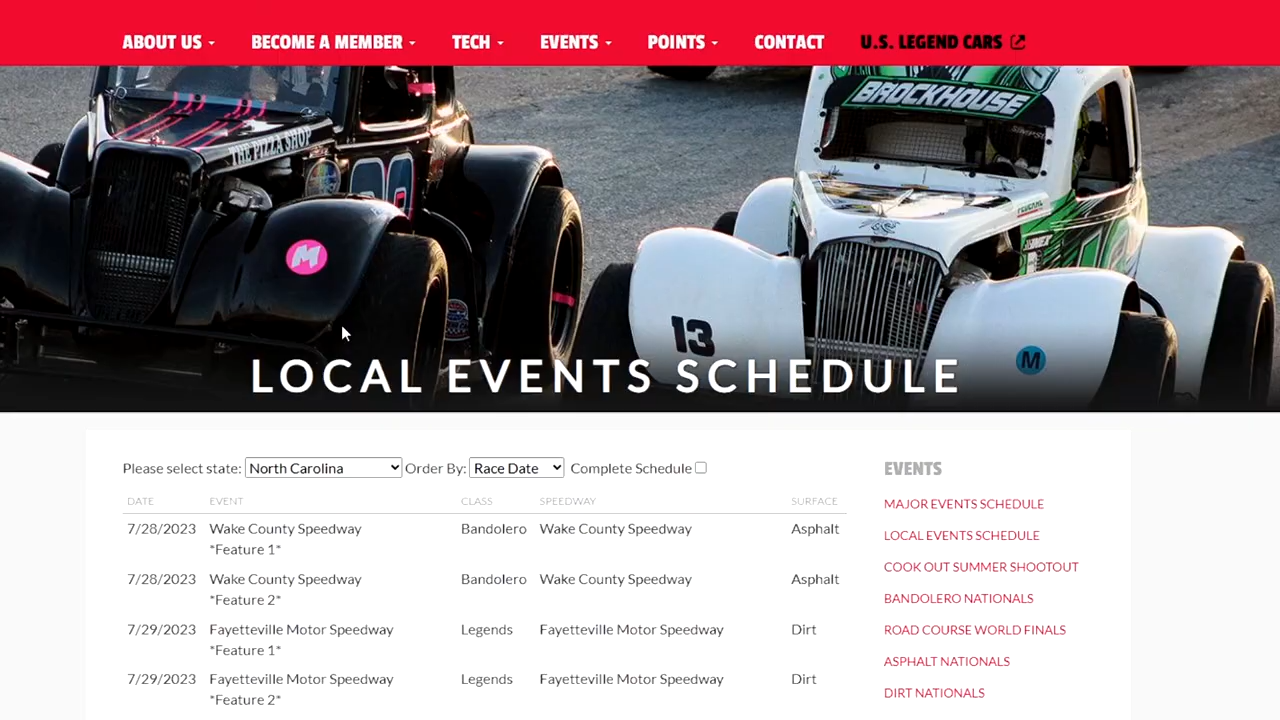 ABOUT US BECOME A MEMBER TECH EVENTS POINTS CONTACT U.S. LEGEND CARS
BROCKHOUSE
THE PIZZA SHOP
M
13
M
LOCAL EVENTS SCHEDULE
Please select state: North Carolina Order By: Race Date Complete Schedule
DATE EVENT CLASS SPEEDWAY SURFACE
7/28/2023 Wake County Speedway Bandolero Wake County Speedway Asphalt
*Feature 1*
7/28/2023 Wake County Speedway Bandolero Wake County Speedway Asphalt
*Feature 2*
7/29/2023 Fayetteville Motor Speedway Legends Fayetteville Motor Speedway Dirt
*Feature 1*
7/29/2023 Fayetteville Motor Speedway Legends Fayetteville Motor Speedway Dirt
*Feature 2*
EVENTS
MAJOR EVENTS SCHEDULE
LOCAL EVENTS SCHEDULE
COOK OUT SUMMER SHOOTOUT
BANDOLERO NATIONALS
ROAD COURSE WORLD FINALS
ASPHALT NATIONALS
DIRT NATIONALS